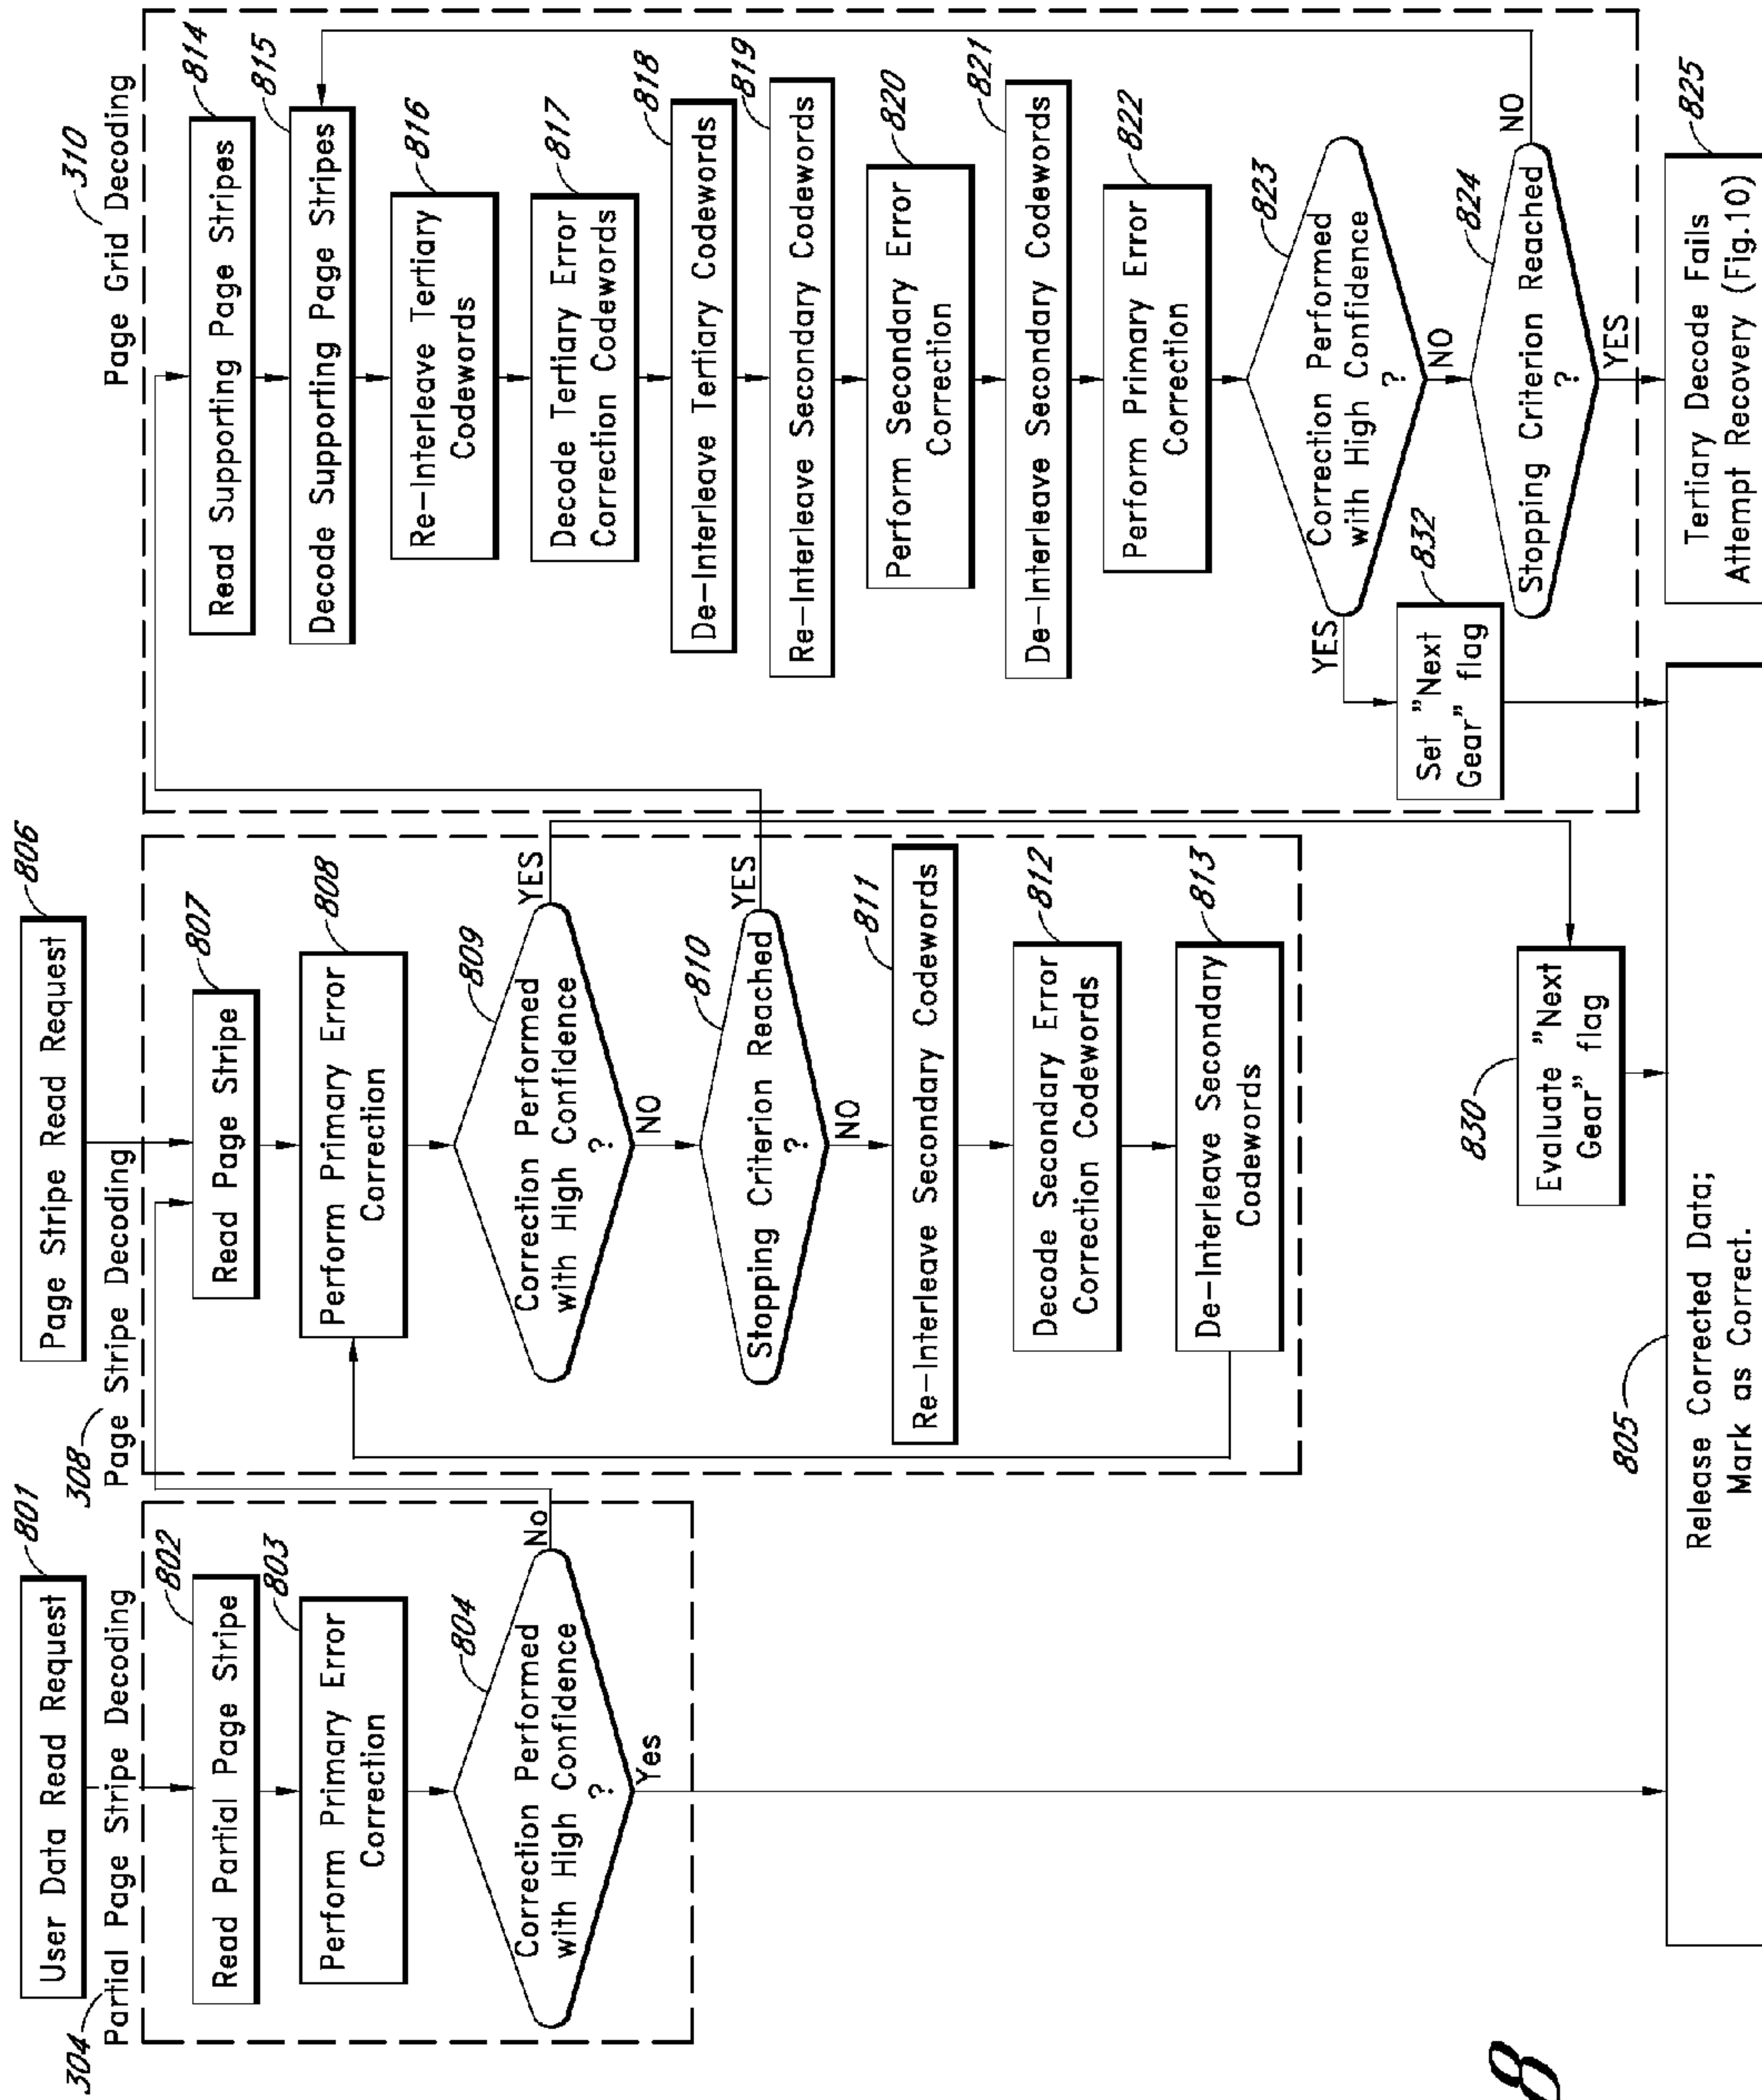 User Data Read Request
801
304
Partial Page Stripe Decoding
Read Partial Page Stripe
802
Perform Primary Error
Correction
803
Correction Performed
with High Confidence
?
804
No
Yes
Page Stripe Read Request
806
308
Page Stripe Decoding
Read Page Stripe
807
Perform Primary Error
Correction
808
Correction Performed
with High Confidence
?
809
YES
NO
Stopping Criterion Reached
?
810
YES
NO
Re-Interleave Secondary Codewords
811
Decode Secondary Error
Correction Codewords
812
De-Interleave Secondary
Codewords
813
830
Evaluate "Next
Gear" flag
310
Page Grid Decoding
Read Supporting Page Stripes
814
Decode Supporting Page Stripes
815
Re-Interleave Tertiary
Codewords
816
Decode Tertiary Error
Correction Codewords
817
De-Interleave Tertiary Codewords
818
Re-Interleave Secondary Codewords
819
Perform Secondary Error
Correction
820
De-Interleave Secondary Codewords
821
Perform Primary Error
Correction
822
Correction Performed
with High Confidence
?
823
YES
NO
Set "Next
Gear" flag
832
Stopping Criterion Reached
?
824
NO
YES
805
Release Corrected Data;
Mark as Correct.
Tertiary Decode Fails
Attempt Recovery (Fig.10)
825
8